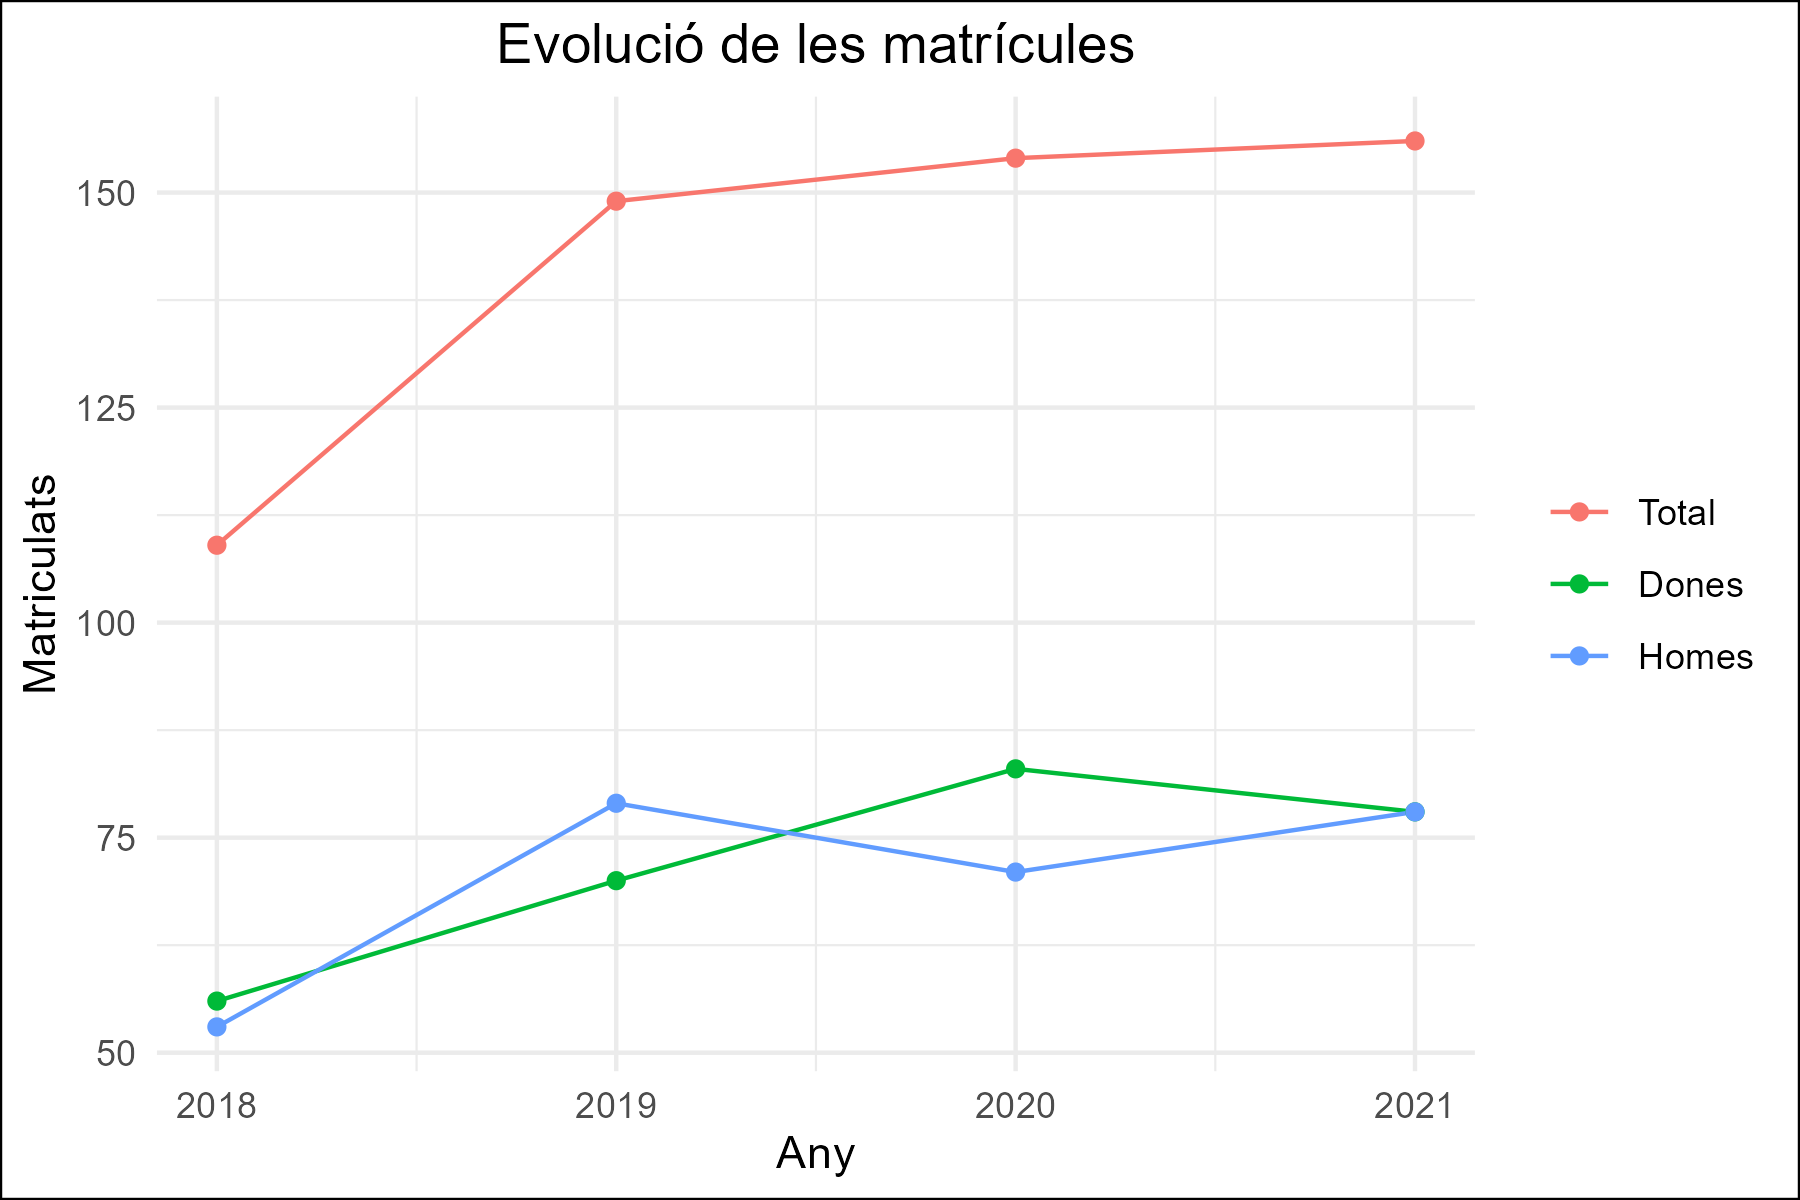 Evolució de les matrícules
Matriculats
150
125
100
75
50
2018
2019
2020
2021
Any
Total
Dones
Homes